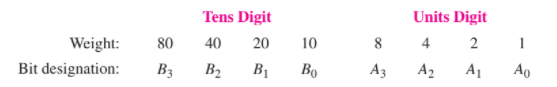 Tens Digit Units Digit
Weight: 80 40 20 10 8 4 2 1
Bit designation: B₃ B₂ B₁ B₀ A₃ A₂ A₁ A₀